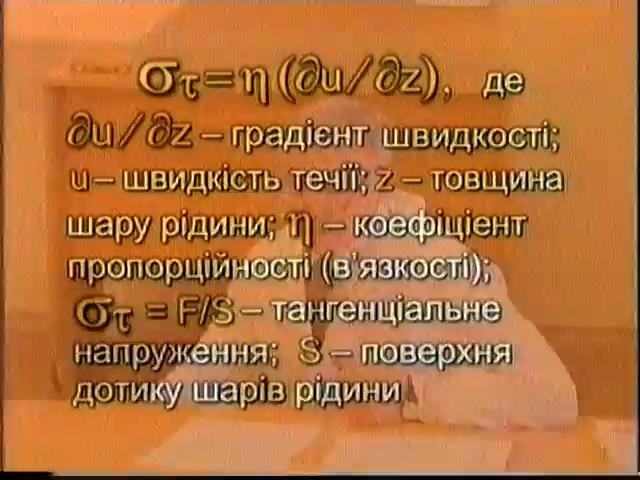 στ=η (∂u/∂z), де
∂u/∂z – градієнт швидкості;
u – швидкість течії; z – товщина
шару рідини; η – коефіцієнт
пропорційності (в'язкості);
στ = F/S – тангенціальне
напруження; S – поверхня
дотику шарів рідини